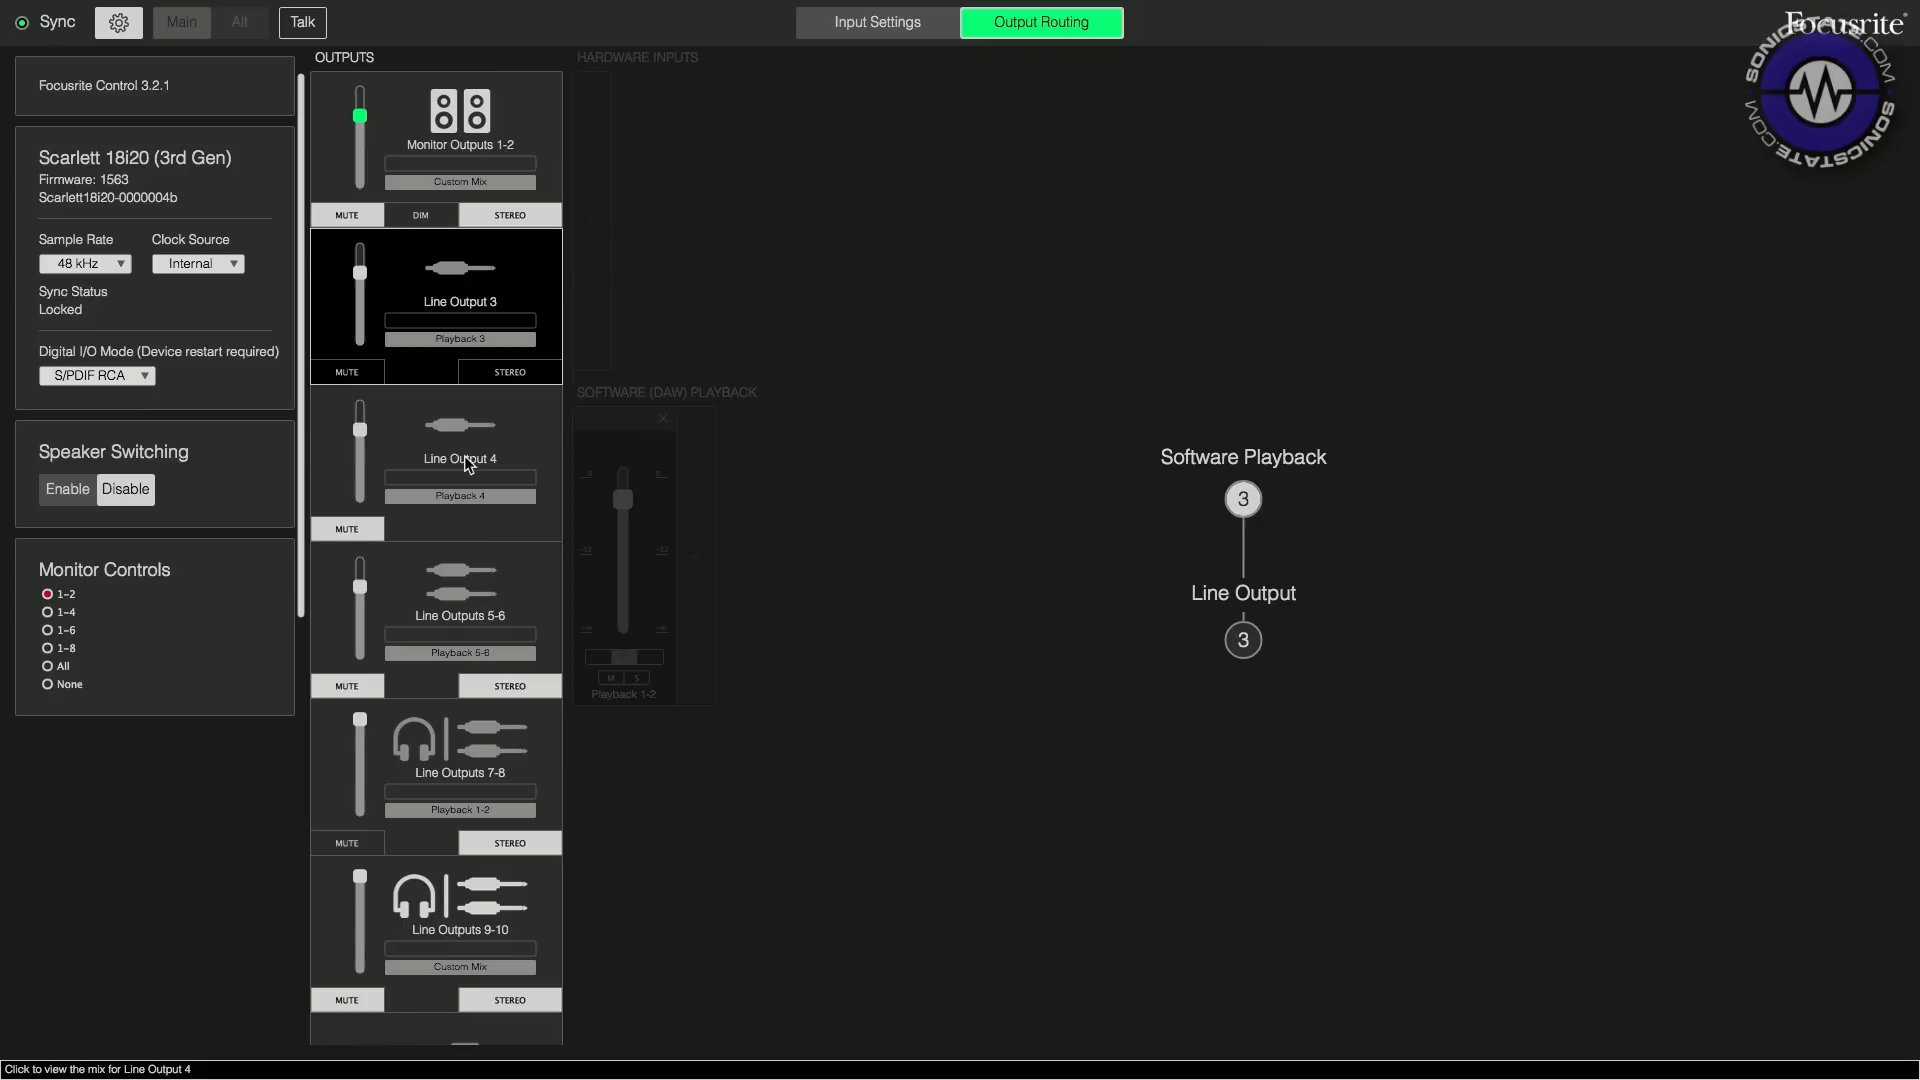 Sync
Main
Alt
Talk
Input Settings
Output Routing
Focusrite
SONICSTATE.COM
SONICSTATE.COM
Focusrite Control 3.2.1
Scarlett 18i20 (3rd Gen)
Firmware: 1563
Scarlett18i20-0000004b
Sample Rate
Clock Source
48 kHz
Internal
Sync Status
Locked
Digital I/O Mode (Device restart required)
S/PDIF RCA
Speaker Switching
Enable
Disable
Monitor Controls
1-2
1-4
1-6
1-8
All
None
OUTPUTS
Monitor Outputs 1-2
Custom Mix
MUTE
DIM
STEREO
Line Output 3
Playback 3
MUTE
STEREO
Line Output 4
Playback 4
MUTE
Line Outputs 5-6
Playback 5-6
MUTE
STEREO
Line Outputs 7-8
Playback 1-2
MUTE
STEREO
Line Outputs 9-10
Custom Mix
MUTE
STEREO
HARDWARE INPUTS
SOFTWARE (DAW) PLAYBACK
M
S
Playback 1-2
Software Playback
3
Line Output
3
Click to view the mix for Line Output 4